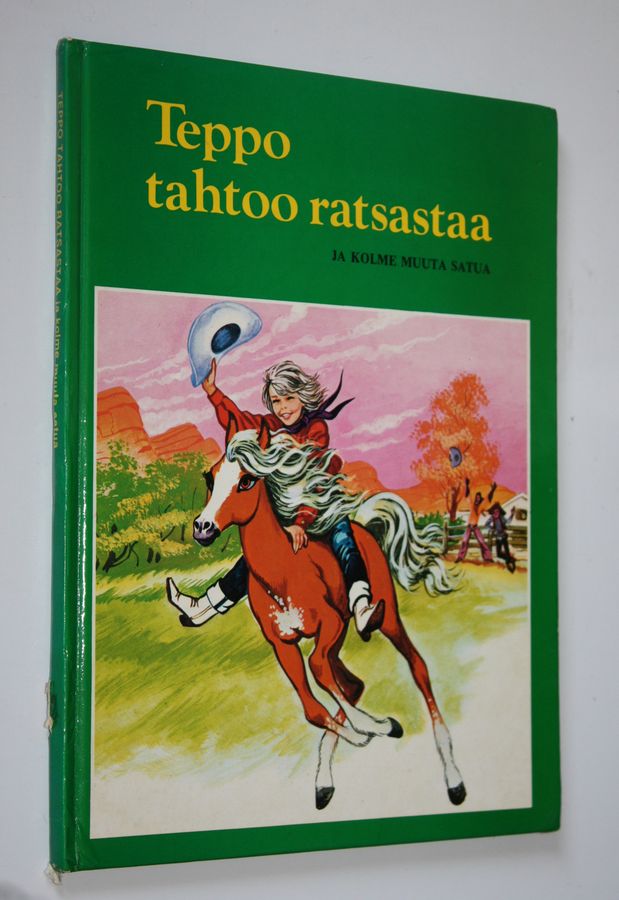 Teppo
tahtoo ratsastaa
JA KOLME MUUTA SATUA
TEPPO TAHTOO RATSASTAA ja kolme muuta satua